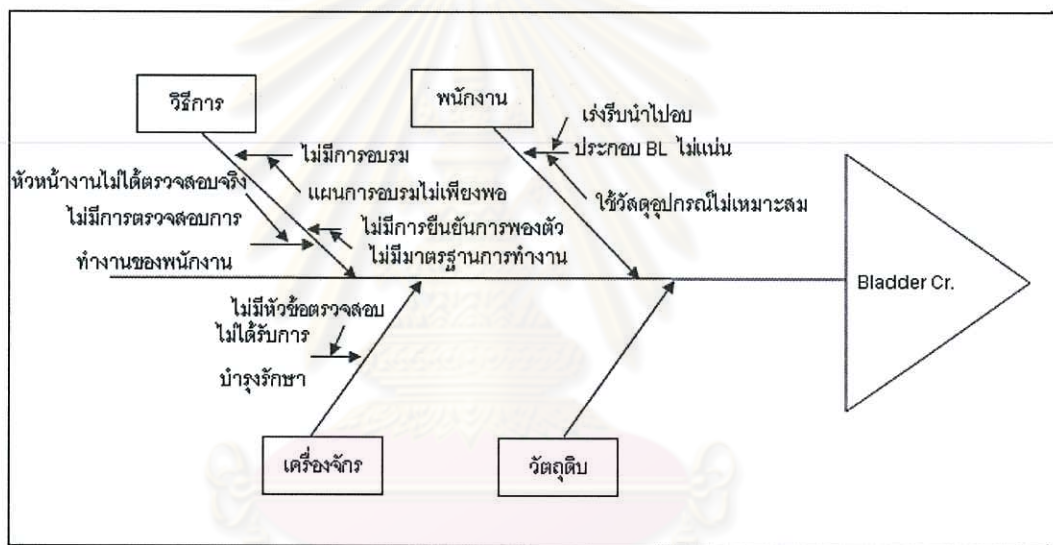 วิธีการ
พนักงาน
เร่งรีบนำไปอบ
ประกอบ BL ไม่แน่น
ใช้วัสดุอุปกรณ์ไม่เหมาะสม
ไม่มีการอบรม
แผนการอบรมไม่เพียงพอ
หัวหน้างานไม่ได้ตรวจสอบจริง
ไม่มีการตรวจสอบการ
ทำงานของพนักงาน
ไม่มีการยืนยันการพองตัว
ไม่มีมาตรฐานการทำงาน
Bladder Cr.
ไม่มีหัวข้อตรวจสอบ
ไม่ได้รับการ
บำรุงรักษา
เครื่องจักร
วัตถุดิบ